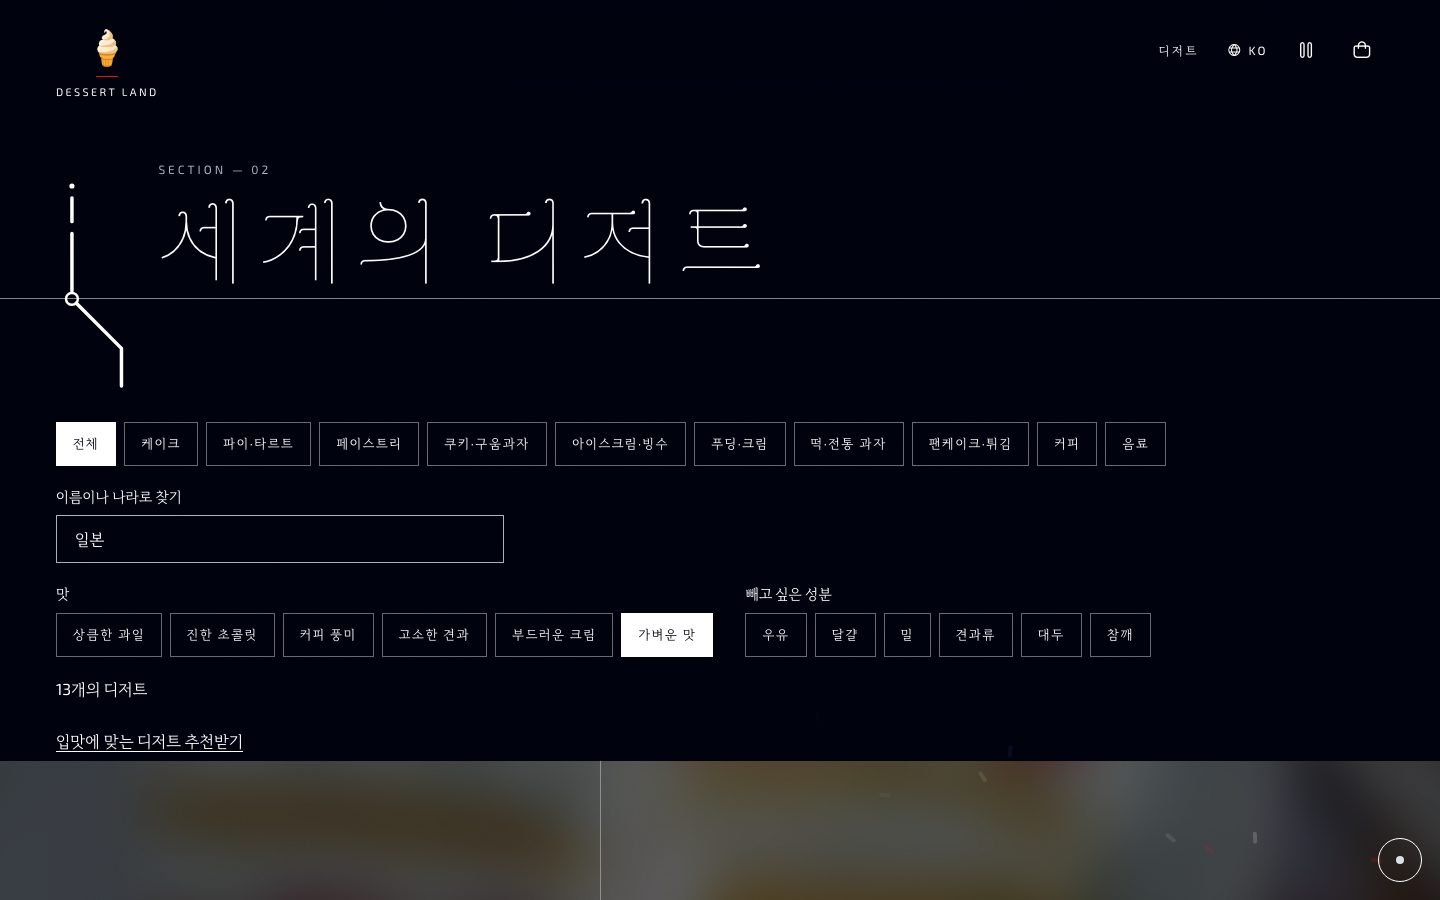 디저트
KO
DESSERT LAND
SECTION — 02
세계의 디저트
전체
케이크
파이·타르트
페이스트리
쿠키·구움과자
아이스크림·빙수
푸딩·크림
떡·전통 과자
팬케이크·튀김
커피
음료
이름이나 나라로 찾기
일본
맛
상큼한 과일
진한 초콜릿
커피 풍미
고소한 견과
부드러운 크림
가벼운 맛
빼고 싶은 성분
우유
달걀
밀
견과류
대두
참깨
13개의 디저트
입맛에 맞는 디저트 추천받기